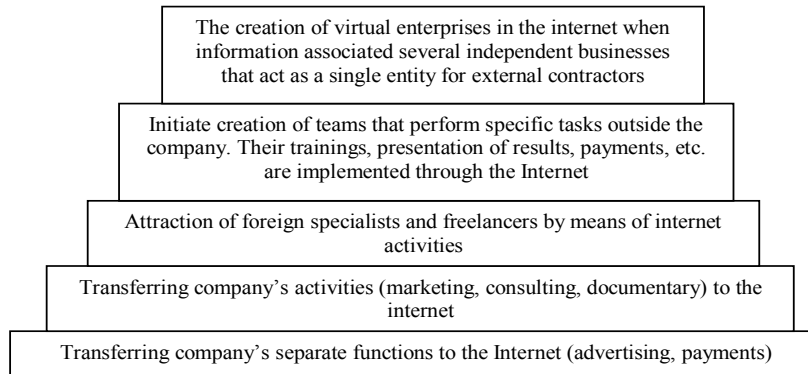 The creation of virtual enterprises in the internet when
information associated several independent businesses
that act as a single entity for external contractors
Initiate creation of teams that perform specific tasks outside the
company. Their trainings, presentation of results, payments, etc.
are implemented through the Internet
Attraction of foreign specialists and freelancers by means of internet
activities
Transferring company’s activities (marketing, consulting, documentary) to the
internet
Transferring company’s separate functions to the Internet (advertising, payments)